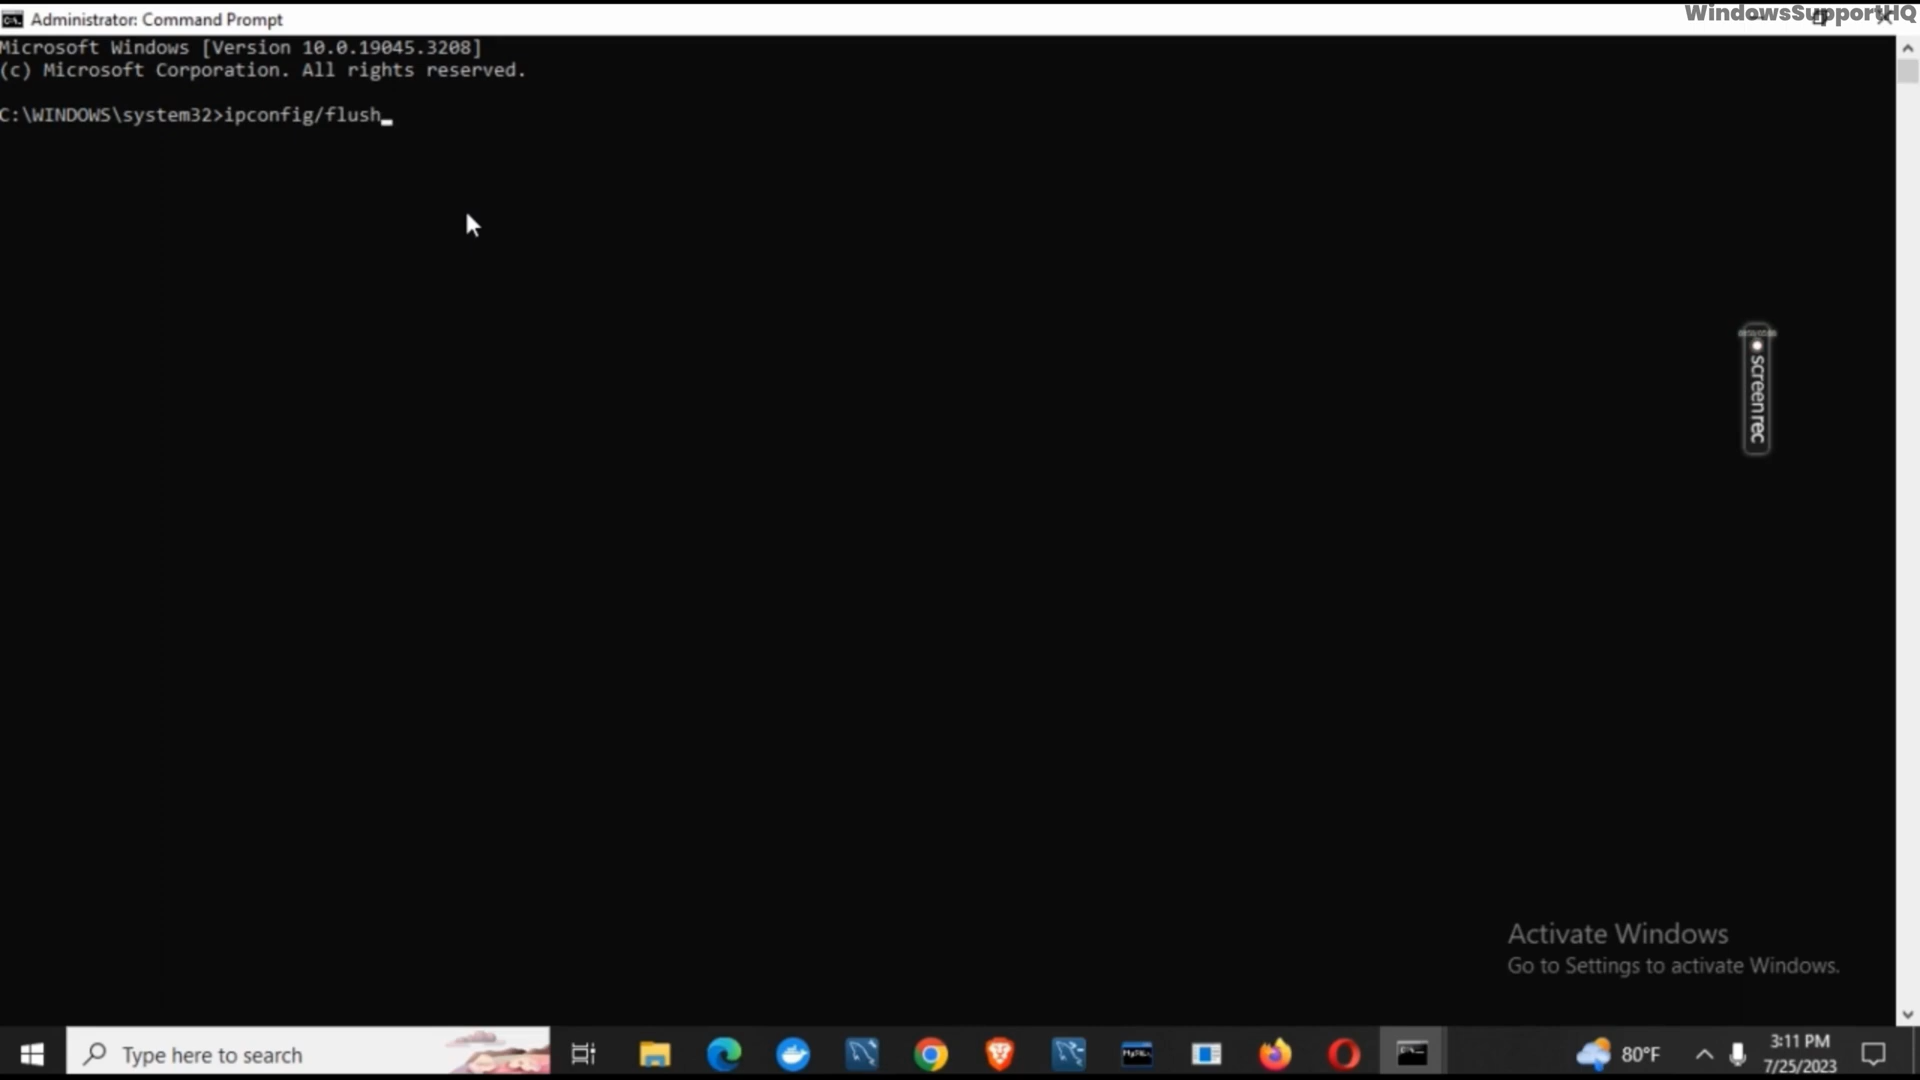 Administrator: Command Prompt
WindowsSupportHQ
Microsoft Windows [Version 10.0.19045.3208]
(c) Microsoft Corporation. All rights reserved.
C:\WINDOWS\system32>ipconfig/flush
screenrec
Activate Windows
Go to Settings to activate Windows.
Type here to search
80°F
3:11 PM
7/25/2023